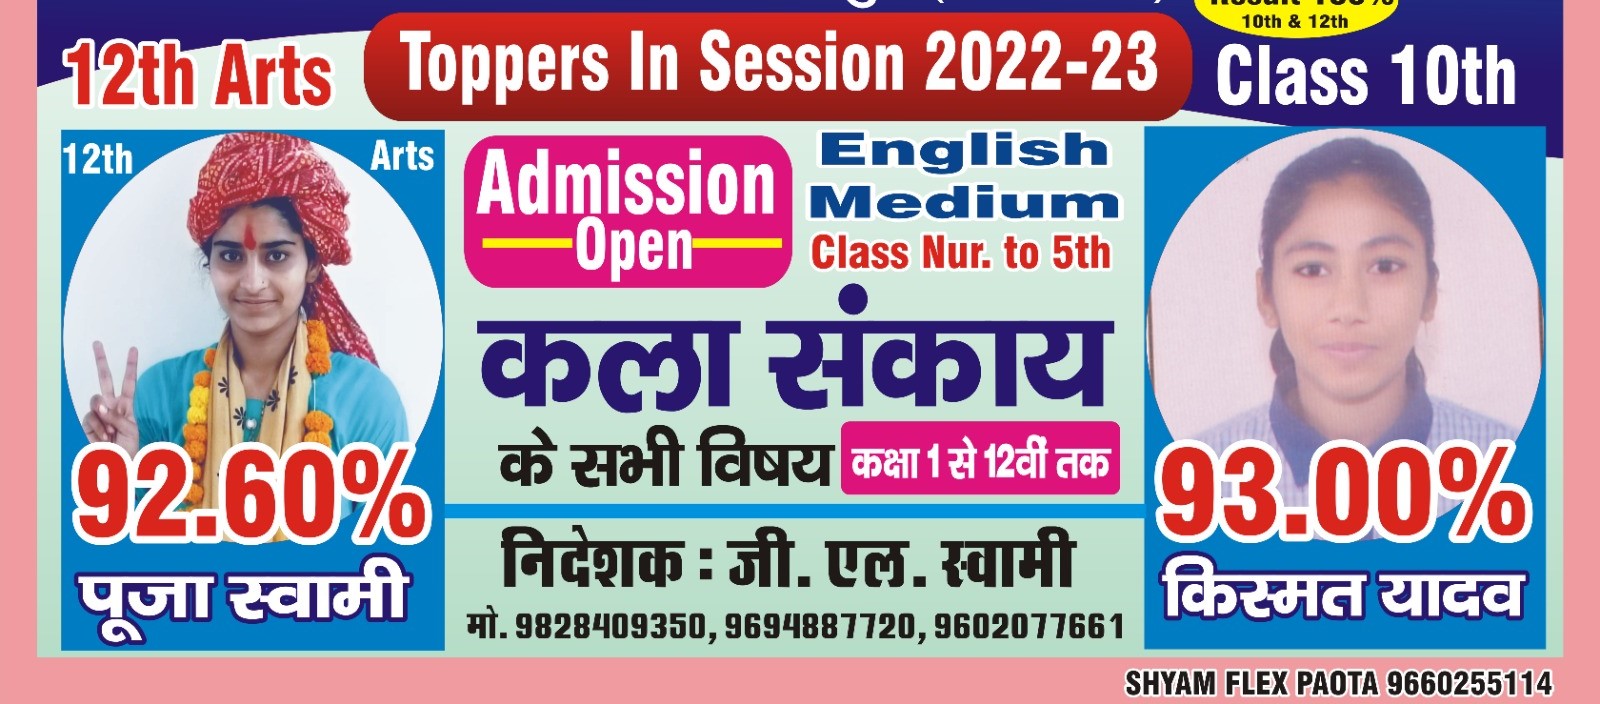 Result 100%
10th & 12th
12th Arts
Toppers In Session 2022-23
Class 10th
12th Arts
Admission
Open
English
Medium
Class Nur. to 5th
कला संकाय
के सभी विषय
कक्षा 1 से 12वीं तक
92.60%
पूजा स्वामी
93.00%
किस्मत यादव
निदेशक : जी. एल. स्वामी
मो. 9828409350, 9694887720, 9602077661
SHYAM FLEX PAOTA 9660255114